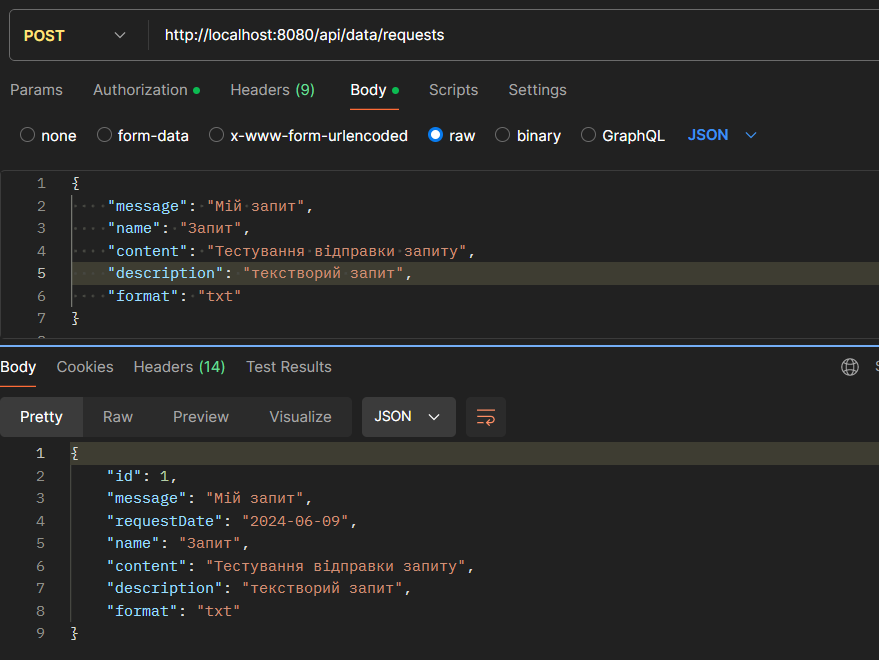 POST http://localhost:8080/api/data/requests
Params Authorization Headers (9) Body Scripts Settings
none form-data x-www-form-urlencoded raw binary GraphQL JSON
1 {
2 "message": "Мій запит",
3 "name": "Запит",
4 "content": "Тестування відправки запиту",
5 "description": "текстворий запит",
6 "format": "txt"
7 }
Body Cookies Headers (14) Test Results
Pretty Raw Preview Visualize JSON
1 {
2 "id": 1,
3 "message": "Мій запит",
4 "requestDate": "2024-06-09",
5 "name": "Запит",
6 "content": "Тестування відправки запиту",
7 "description": "текстворий запит",
8 "format": "txt"
9 }